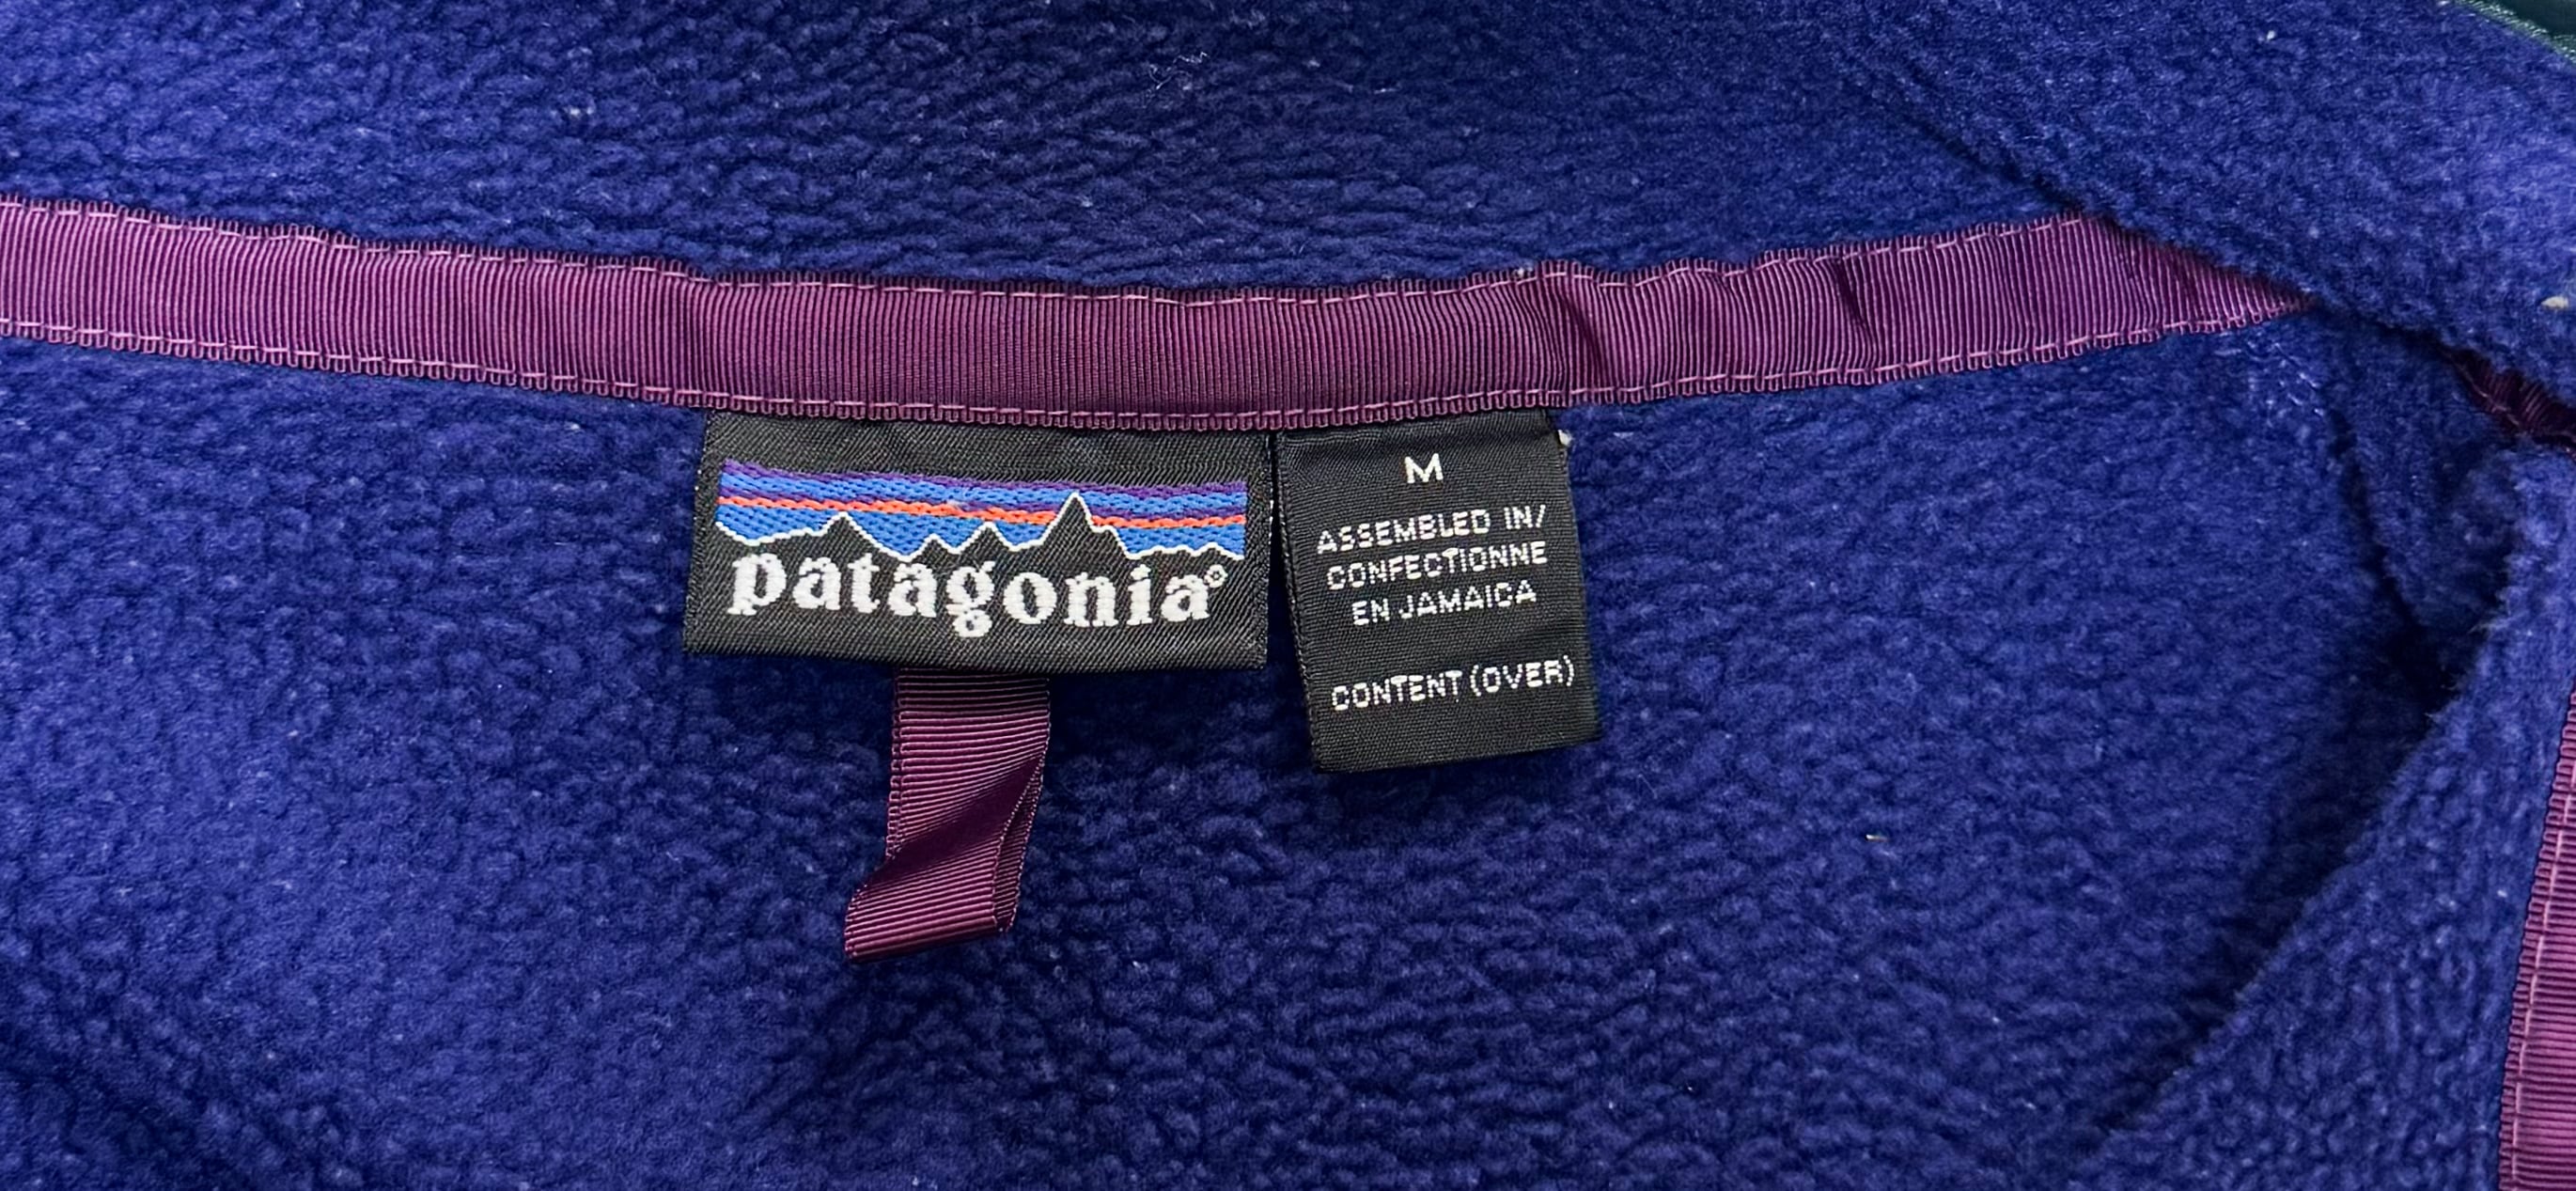 patagonia®
M
ASSEMBLED IN/
CONFECTIONNE
EN JAMAICA
CONTENT (OVER)